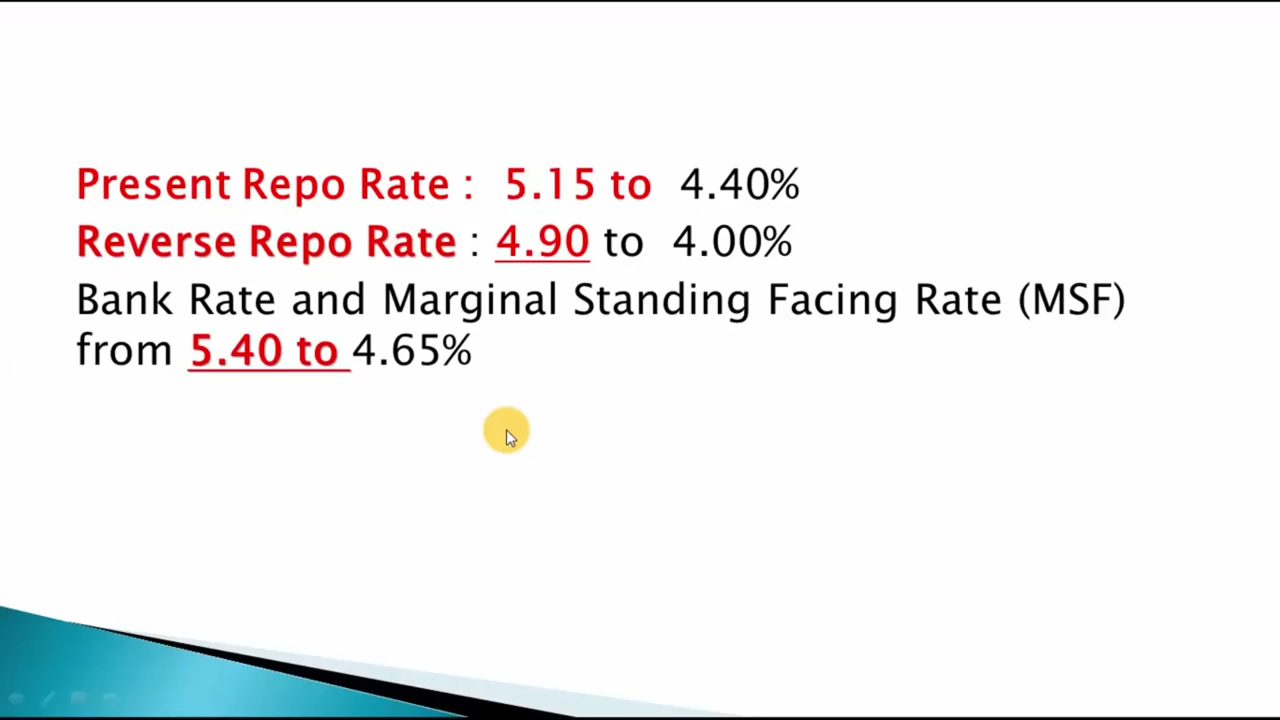 Present Repo Rate : 5.15 to 4.40%
Reverse Repo Rate : 4.90 to 4.00%
Bank Rate and Marginal Standing Facing Rate (MSF)
from 5.40 to 4.65%